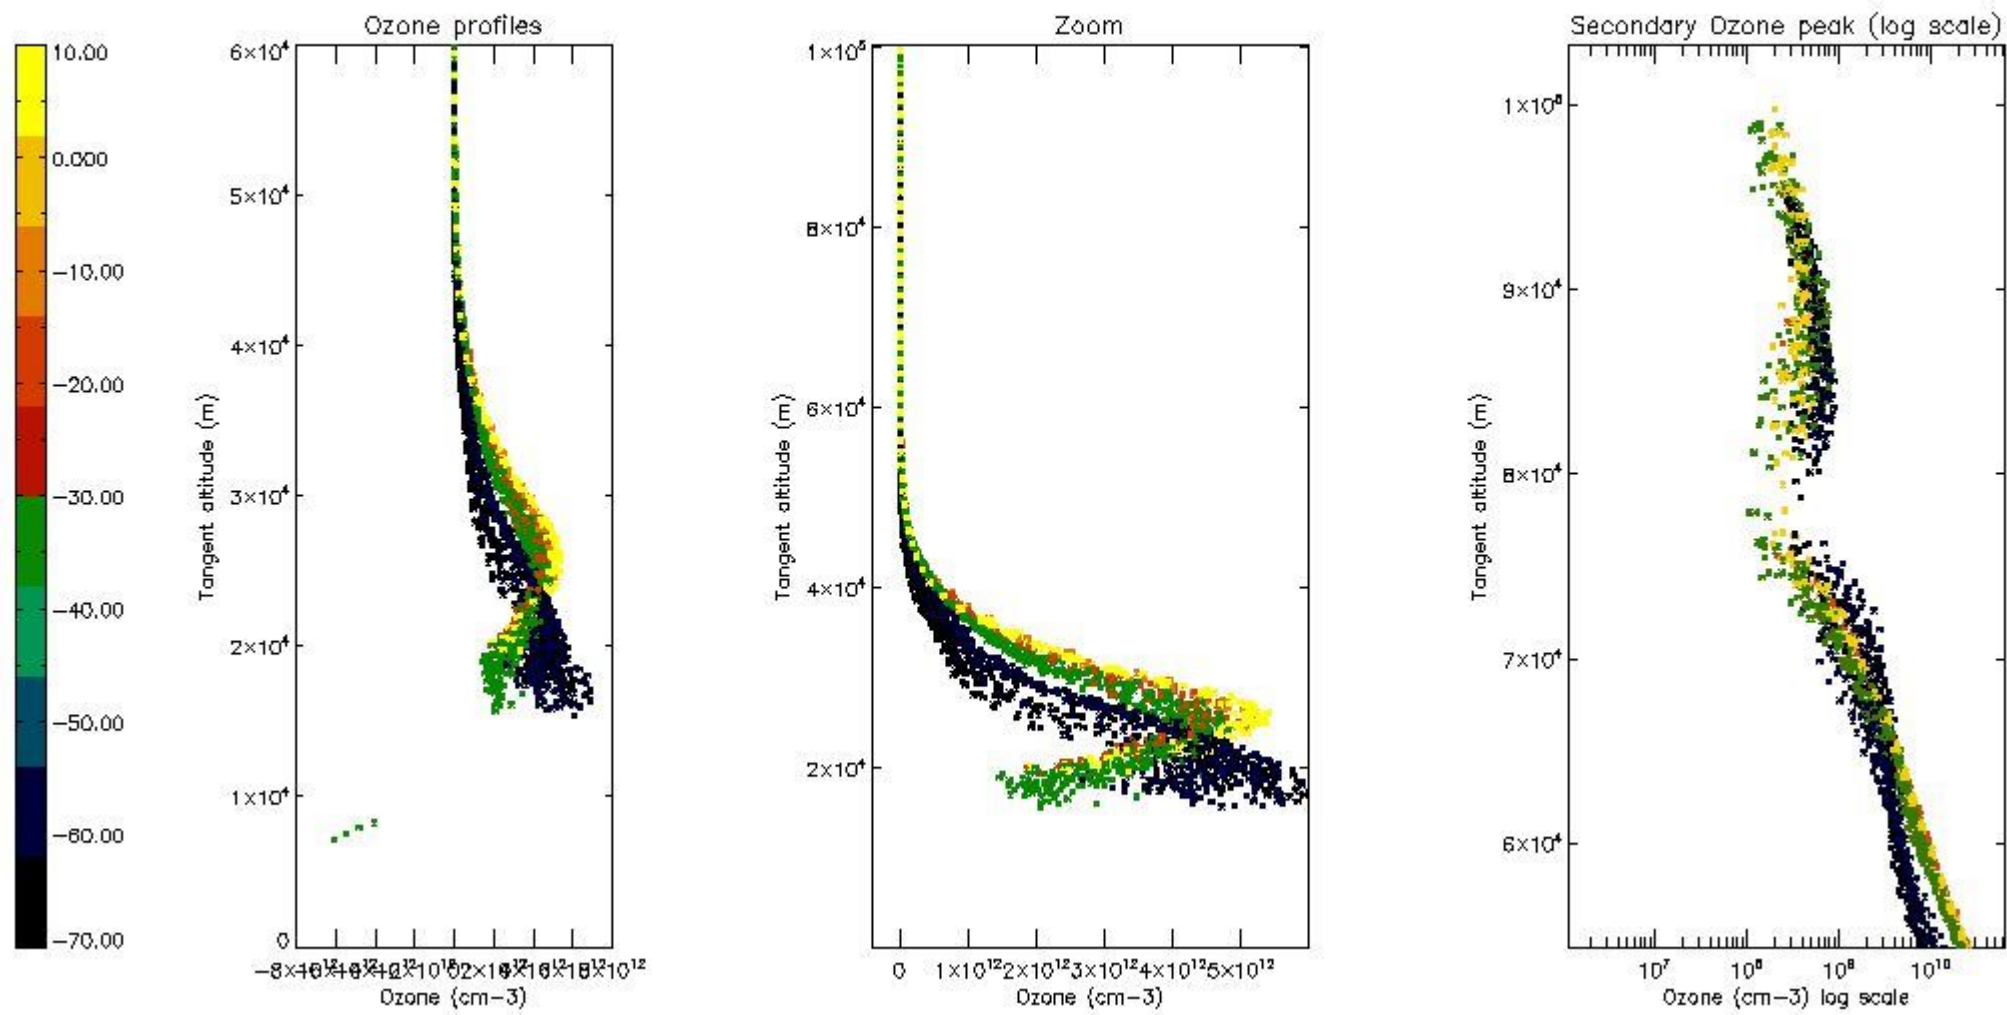 Ozone profiles
Zoom
Secondary Ozone peak (log scale)
10.00
0.000
−10.00
−20.00
−30.00
−40.00
−50.00
−60.00
−70.00
6×10⁴
5×10⁴
4×10⁴
3×10⁴
2×10⁴
1×10⁴
0
Tangent altitude (m)
Ozone (cm−3)
1×10⁵
8×10⁴
6×10⁴
4×10⁴
2×10⁴
Tangent altitude (m)
0 1×10¹² 2×10¹² 3×10¹² 4×10¹² 5×10¹²
Ozone (cm−3)
9×10⁴
8×10⁴
7×10⁴
6×10⁴
Tangent altitude (m)
10⁷ 10⁸ 10⁹ 10¹⁰
Ozone (cm−3) log scale